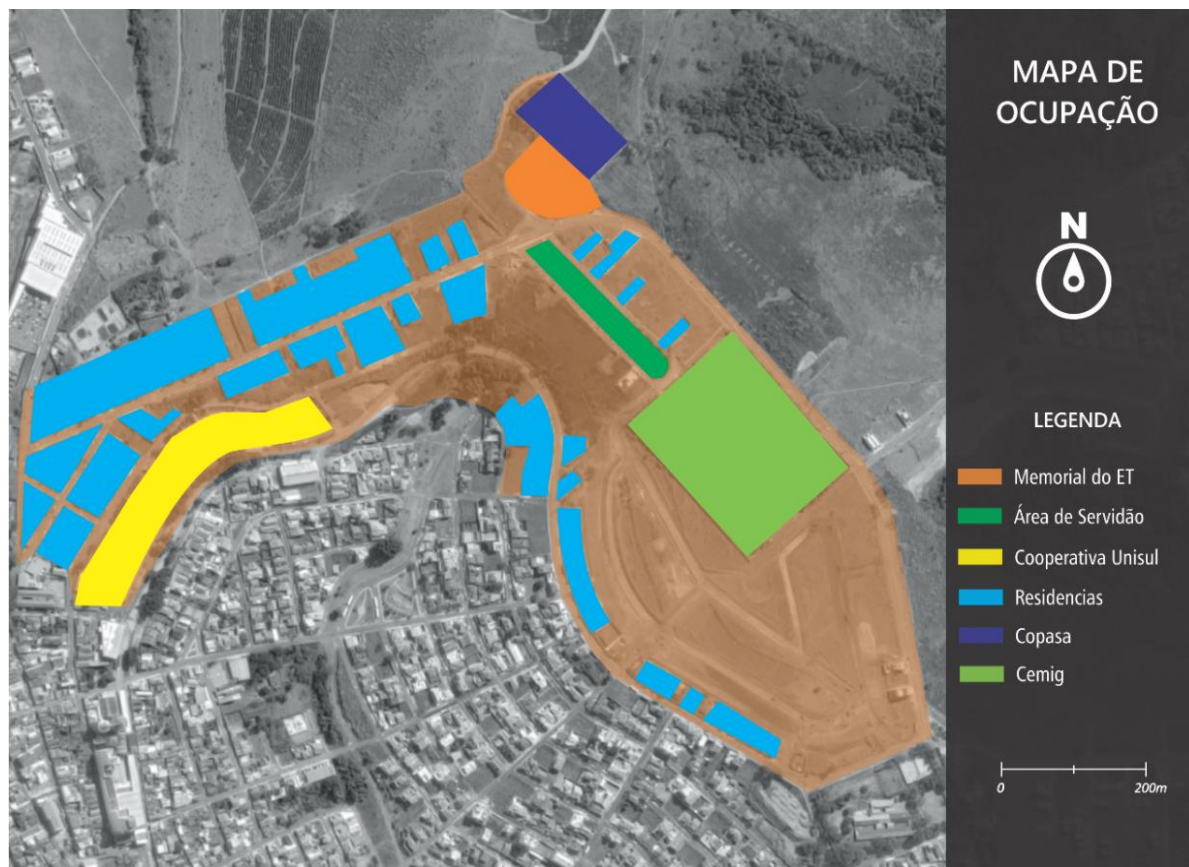 MAPA DE
OCUPAÇÃO
N
LEGENDA
Memorial do ET
Área de Servidão
Cooperativa Unisul
Residencias
Copasa
Cemig
0 200m